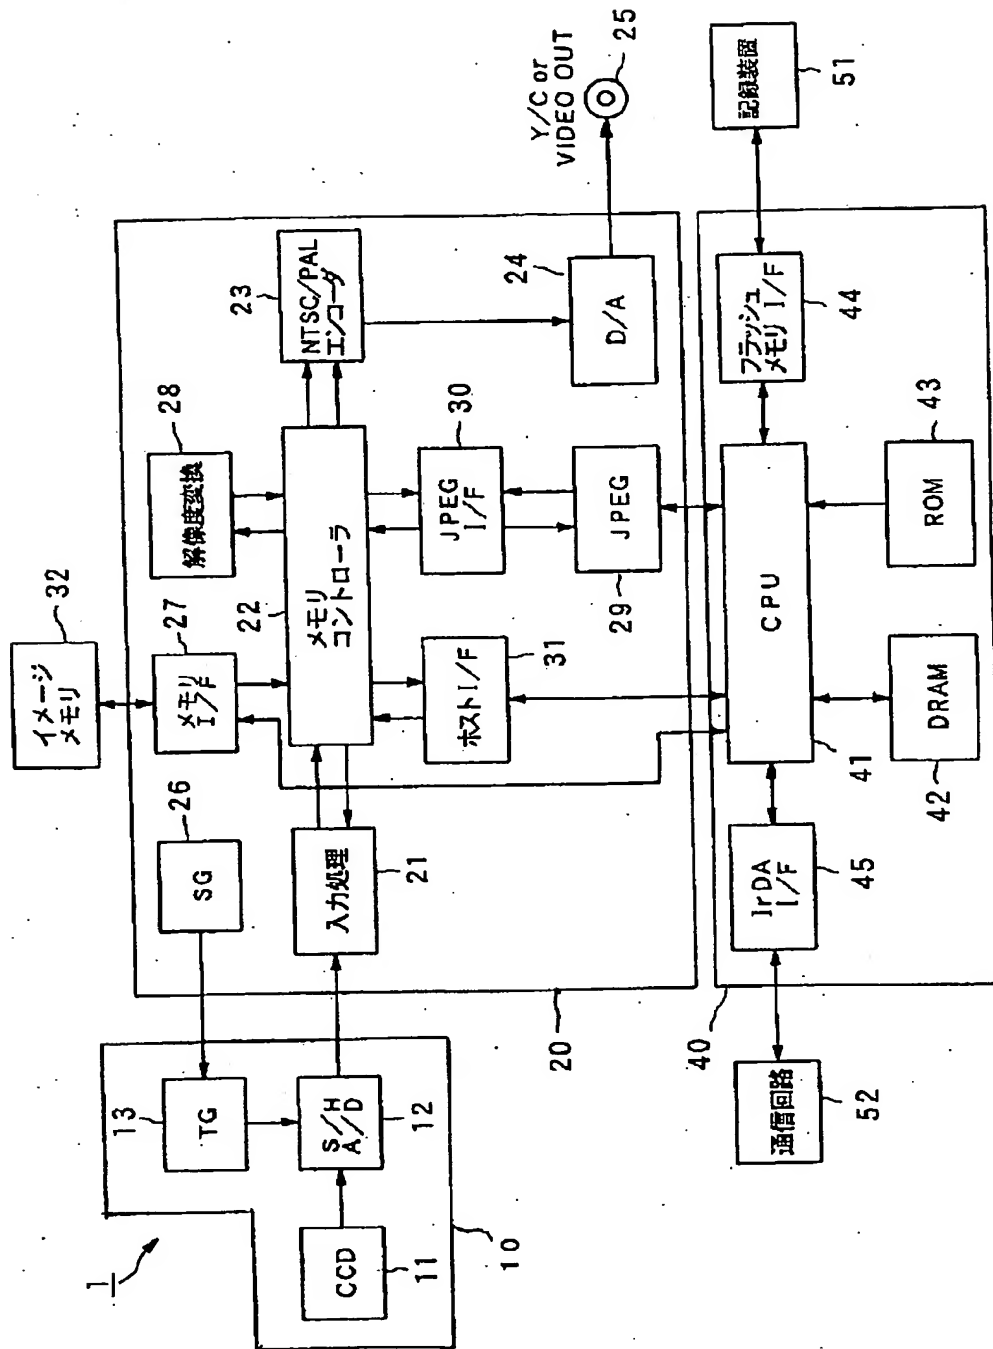 1
イメージ
メモリ
32
26
SG
27
メモリ
I/F
28
解像度変換
23
NTSC/PAL
エンコーダ
13
TG
S/H
A/D
12
CCD
11
10
入力処理
21
22
メモリ
コントローラ
ホストI/F
31
30
JPEG
I/F
JPEG
29
24
D/A
Y/C or
VIDEO OUT
25
20
40
通信回路
52
IrDA
I/F
45
CPU
41
フラッシュ
メモリ I/F
44
記録装置
51
DRAM
42
ROM
43